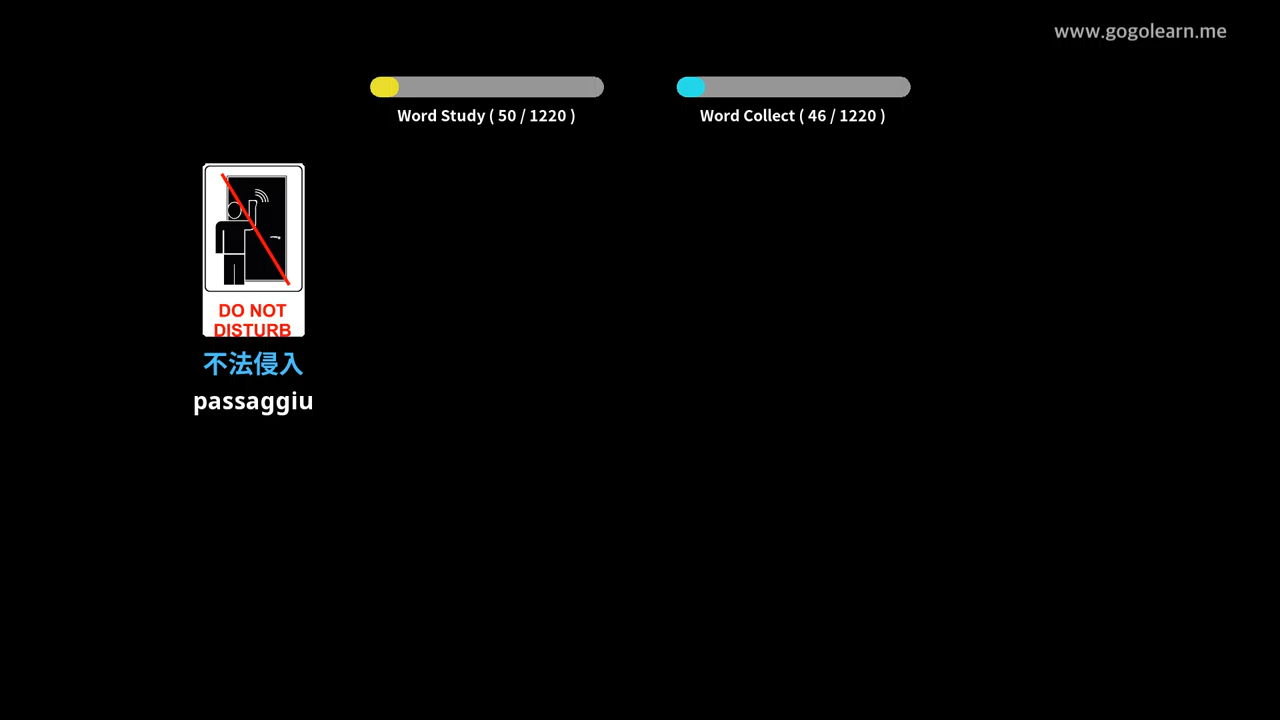 www.gogolearn.me
Word Study ( 50 / 1220 )
Word Collect ( 46 / 1220 )
DO NOT
DISTURB
不法侵入
passaggiu